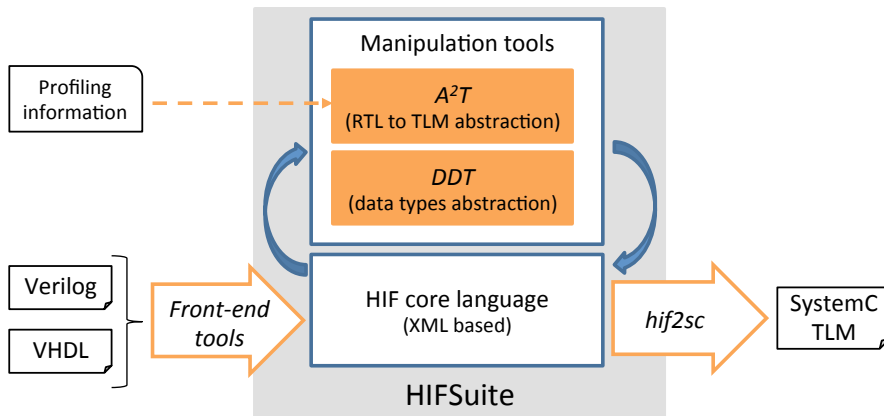 Manipulation tools
Profiling
information
A²T
(RTL to TLM abstraction)
DDT
(data types abstraction)
Verilog
VHDL
Front-end
tools
HIF core language
(XML based)
hif2sc
SystemC
TLM
HIFSuite